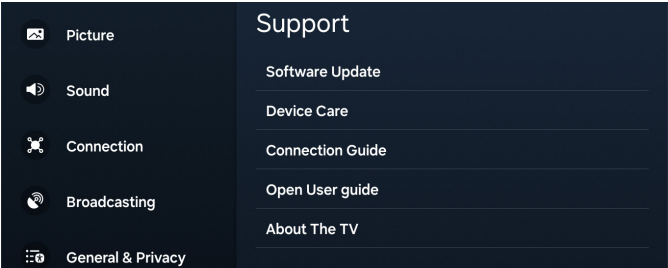 Picture
Sound
Connection
Broadcasting
General & Privacy
Support
Software Update
Device Care
Connection Guide
Open User guide
About The TV